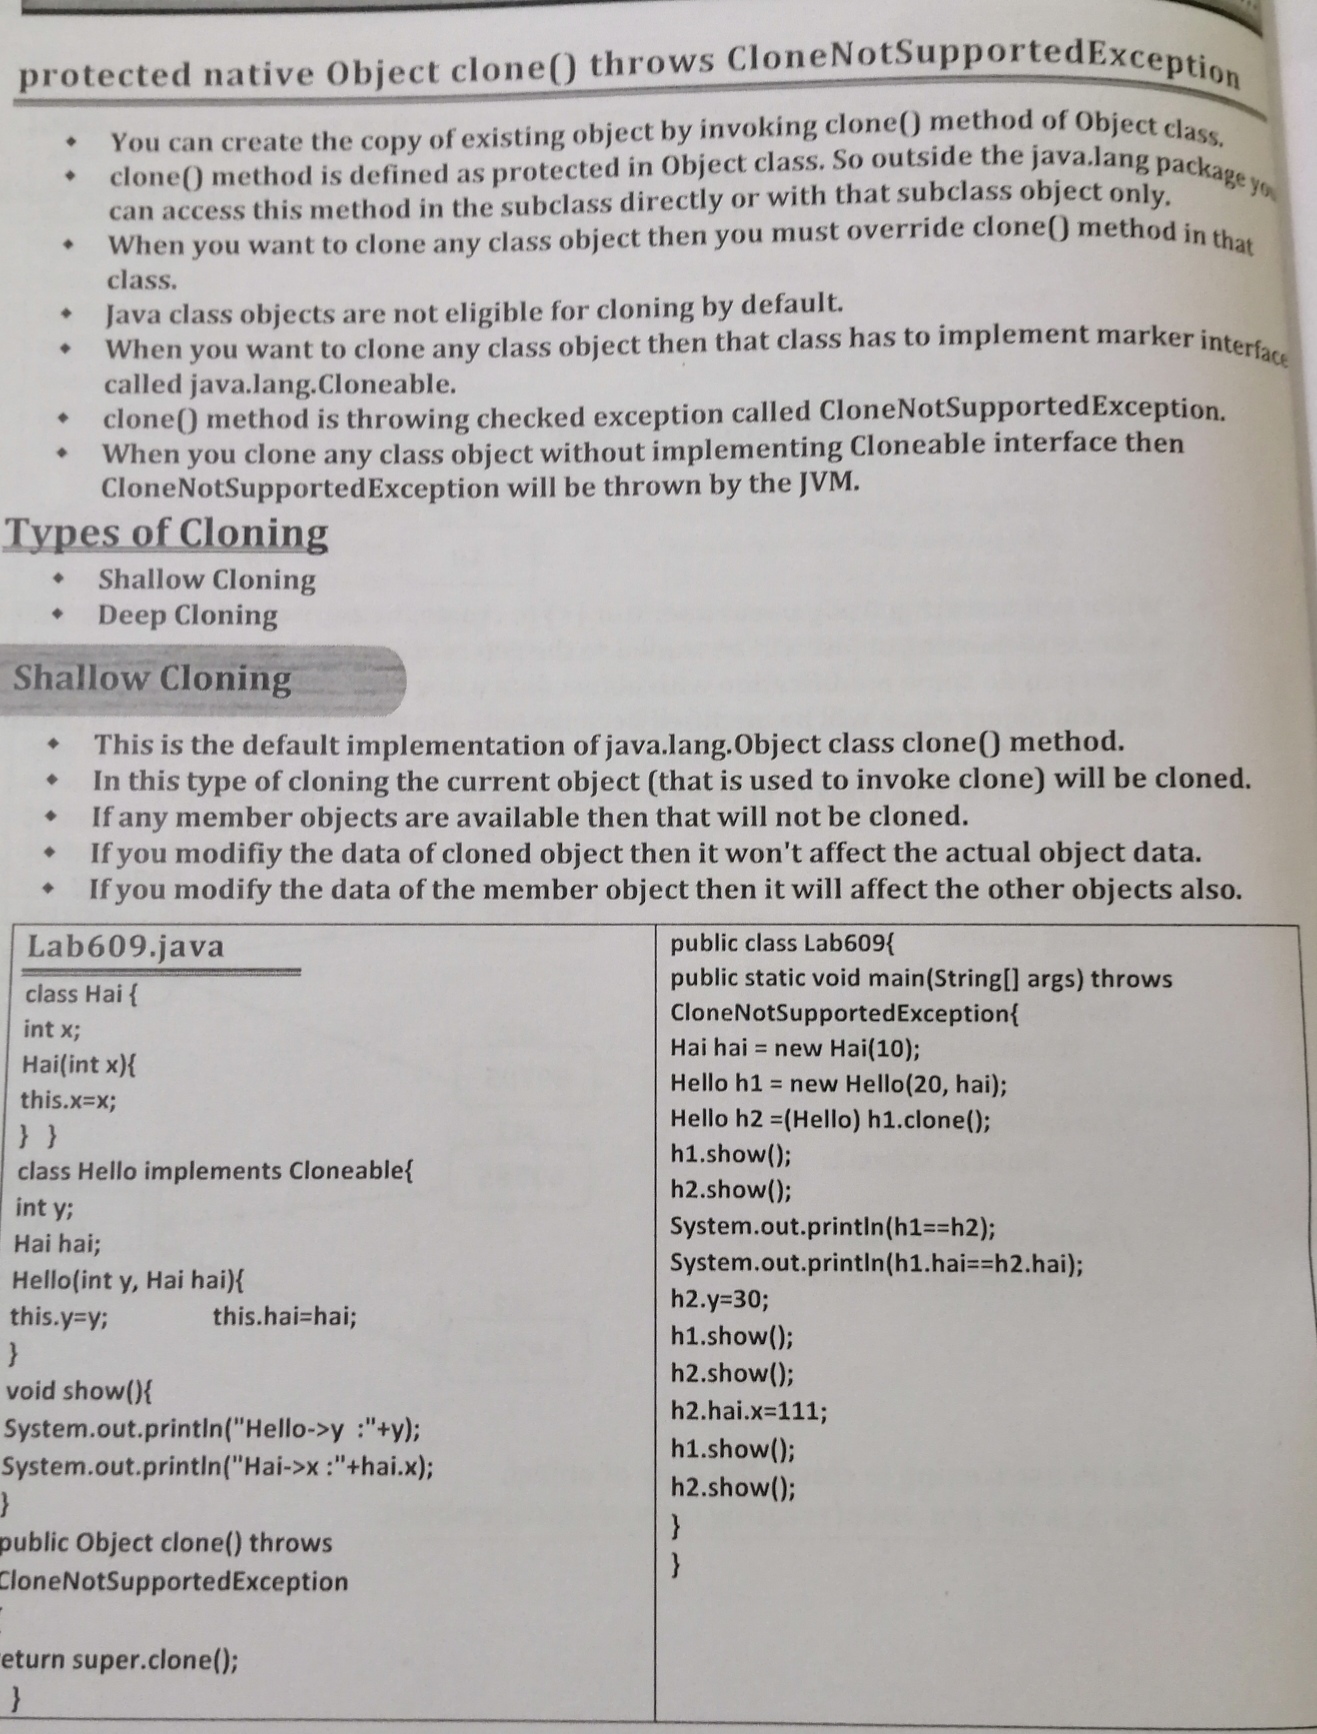 protected native Object clone() throws CloneNotSupportedException
• You can create the copy of existing object by invoking clone() method of Object class.
• clone() method is defined as protected in Object class. So outside the java.lang package you
can access this method in the subclass directly or with that subclass object only.
• When you want to clone any class object then you must override clone() method in that
class.
• Java class objects are not eligible for cloning by default.
• When you want to clone any class object then that class has to implement marker interface
called java.lang.Cloneable.
• clone() method is throwing checked exception called CloneNotSupportedException.
• When you clone any class object without implementing Cloneable interface then
CloneNotSupportedException will be thrown by the JVM.
Types of Cloning
• Shallow Cloning
• Deep Cloning
Shallow Cloning
• This is the default implementation of java.lang.Object class clone() method.
• In this type of cloning the current object (that is used to invoke clone) will be cloned.
• If any member objects are available then that will not be cloned.
• If you modifiy the data of cloned object then it won't affect the actual object data.
• If you modify the data of the member object then it will affect the other objects also.
Lab609.java
class Hai {
int x;
Hai(int x){
this.x=x;
} }
class Hello implements Cloneable{
int y;
Hai hai;
Hello(int y, Hai hai){
this.y=y; this.hai=hai;
}
void show(){
System.out.println("Hello->y :"+y);
System.out.println("Hai->x :"+hai.x);
}
public Object clone() throws
CloneNotSupportedException
{
eturn super.clone();
}
public class Lab609{
public static void main(String[] args) throws
CloneNotSupportedException{
Hai hai = new Hai(10);
Hello h1 = new Hello(20, hai);
Hello h2 =(Hello) h1.clone();
h1.show();
h2.show();
System.out.println(h1==h2);
System.out.println(h1.hai==h2.hai);
h2.y=30;
h1.show();
h2.show();
h2.hai.x=111;
h1.show();
h2.show();
}
}